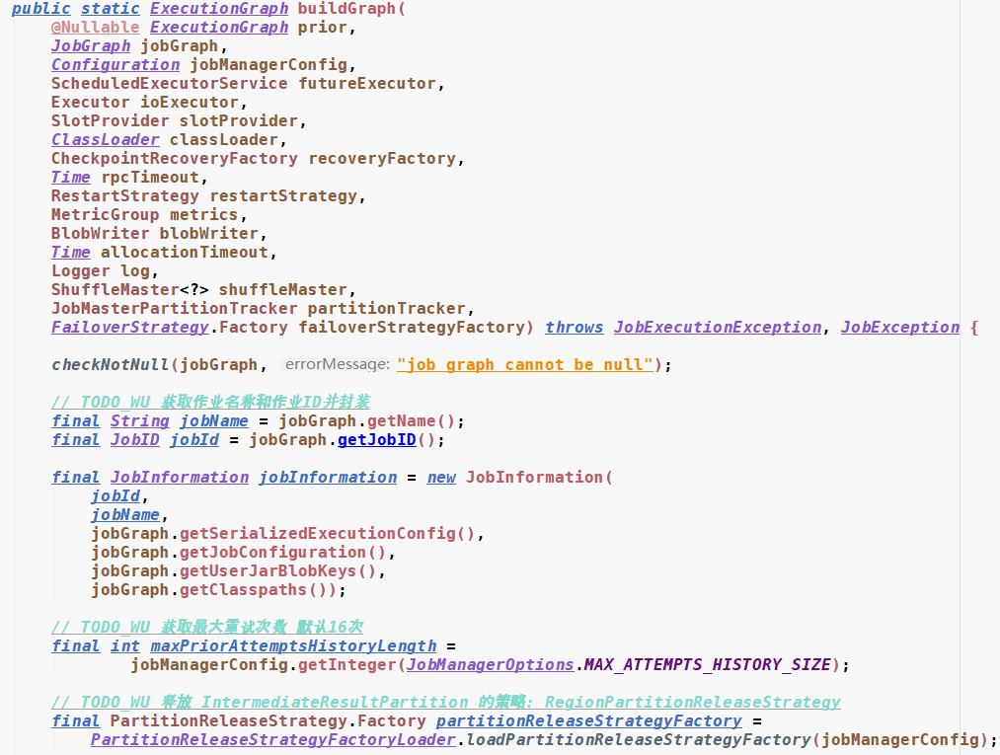 public static ExecutionGraph buildGraph(
@Nullable ExecutionGraph prior,
JobGraph jobGraph,
Configuration jobManagerConfig,
ScheduledExecutorService futureExecutor,
Executor ioExecutor,
SlotProvider slotProvider,
ClassLoader classLoader,
CheckpointRecoveryFactory recoveryFactory,
Time rpcTimeout,
RestartStrategy restartStrategy,
MetricGroup metrics,
BlobWriter blobWriter,
Time allocationTimeout,
Logger log,
ShuffleMaster<?> shuffleMaster,
JobMasterPartitionTracker partitionTracker,
FailoverStrategy.Factory failoverStrategyFactory) throws JobExecutionException, JobException {
checkNotNull(jobGraph, errorMessage: "job graph cannot be null");
// TODO_WU 获取作业名称和作业ID并封装
final String jobName = jobGraph.getName();
final JobID jobId = jobGraph.getJobID();
final JobInformation jobInformation = new JobInformation(
jobId,
jobName,
jobGraph.getSerializedExecutionConfig(),
jobGraph.getJobConfiguration(),
jobGraph.getUserJarBlobKeys(),
jobGraph.getClasspaths());
// TODO_WU 获取最大重试次数 默认16次
final int maxPriorAttemptsHistoryLength =
jobManagerConfig.getInteger(JobManagerOptions.MAX_ATTEMPTS_HISTORY_SIZE);
// TODO_WU 释放 IntermediateResultPartition 的策略: RegionPartitionReleaseStrategy
final PartitionReleaseStrategy.Factory partitionReleaseStrategyFactory =
PartitionReleaseStrategyFactoryLoader.loadPartitionReleaseStrategyFactory(jobManagerConfig);